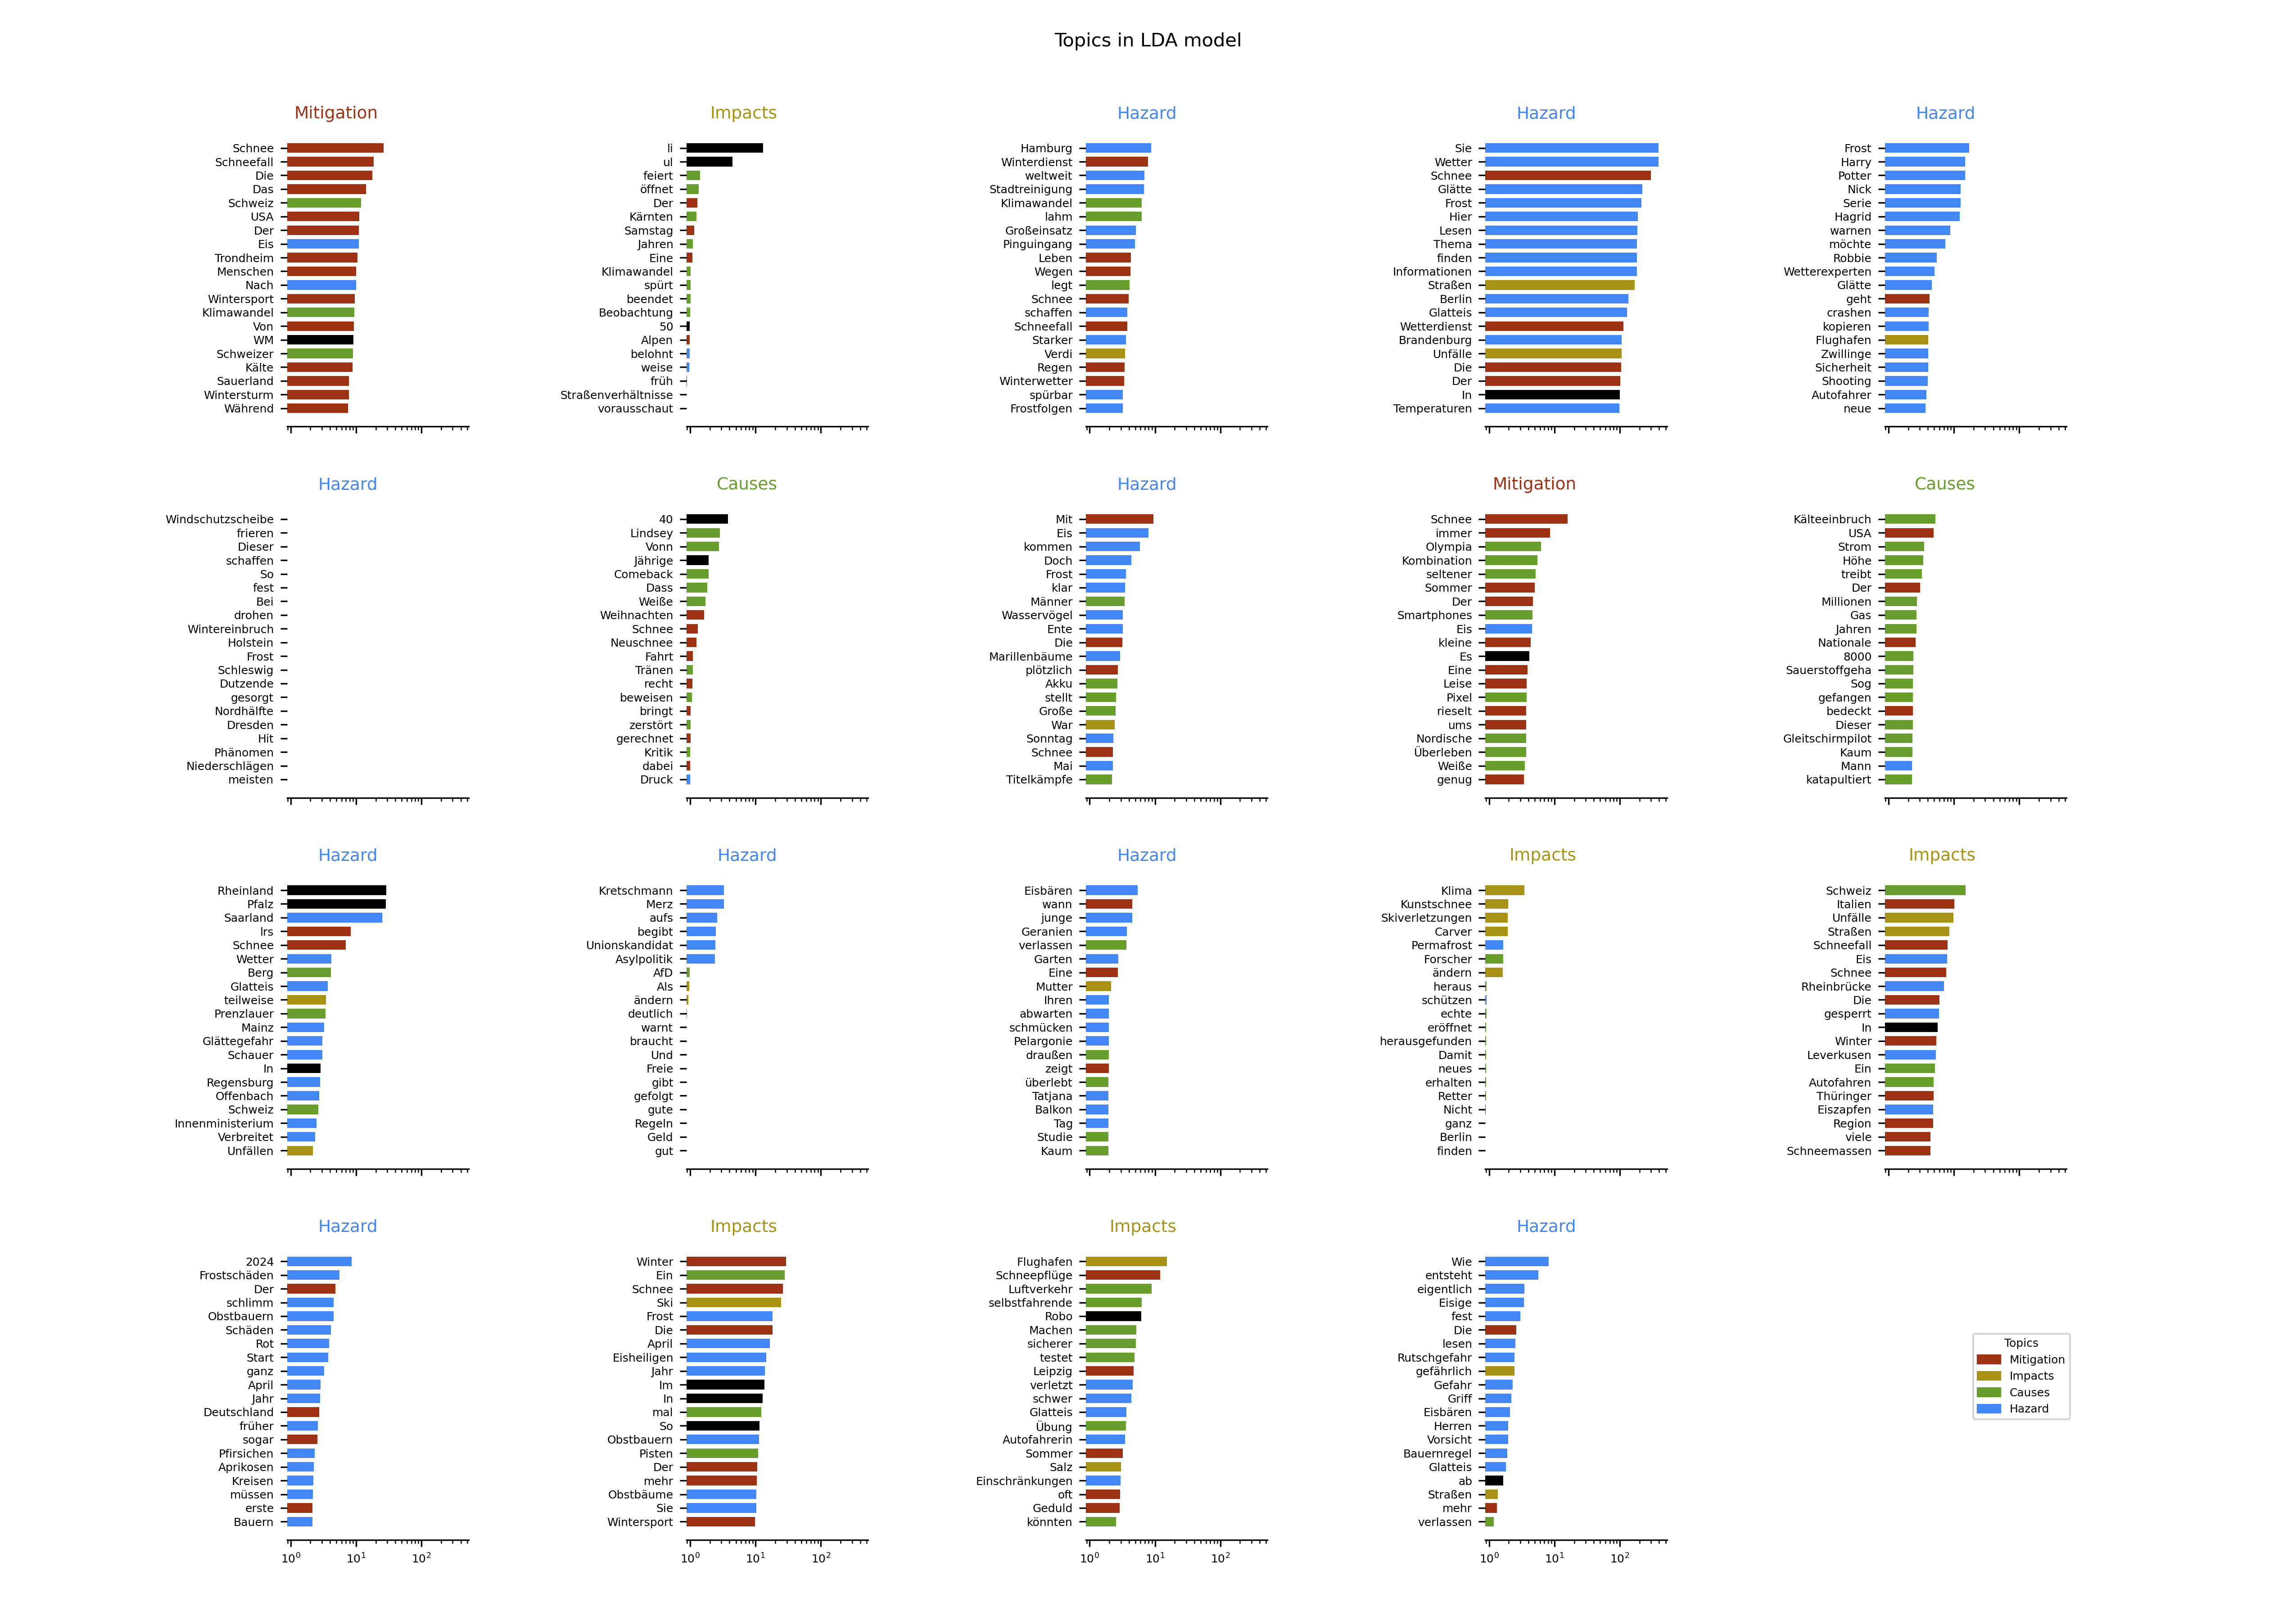 Topics in LDA model
Mitigation
Schnee
Schneefall
Die
Das
Schweiz
USA
Der
Eis
Trondheim
Menschen
Nach
Wintersport
Klimawandel
Von
WM
Schweizer
Kälte
Sauerland
Wintersturm
Während
Impacts
li
ul
feiert
öffnet
Der
Kärnten
Samstag
Jahren
Eine
Klimawandel
spürt
beendet
Beobachtung
50
Alpen
belohnt
weise
früh
Straßenverhältnisse
vorausschaut
Hazard
Hamburg
Winterdienst
weltweit
Stadtreinigung
Klimawandel
lahm
Großeinsatz
Pinguingang
Leben
Wegen
legt
Schnee
schaffen
Schneefall
Starker
Verdi
Regen
Winterwetter
spürbar
Frostfolgen
Hazard
Sie
Wetter
Schnee
Glätte
Frost
Hier
Lesen
Thema
finden
Informationen
Straßen
Berlin
Glatteis
Wetterdienst
Brandenburg
Unfälle
Die
Der
In
Temperaturen
Hazard
Frost
Harry
Potter
Nick
Serie
Hagrid
warnen
möchte
Robbie
Wetterexperten
Glätte
geht
crashen
kopieren
Flughafen
Zwillinge
Sicherheit
Shooting
Autofahrer
neue
Hazard
Windschutzscheibe
frieren
Dieser
schaffen
So
fest
Bei
drohen
Wintereinbruch
Holstein
Frost
Schleswig
Dutzende
gesorgt
Nordhälfte
Dresden
Hit
Phänomen
Niederschlägen
meisten
Causes
40
Lindsey
Vonn
Jährige
Comeback
Dass
Weiße
Weihnachten
Schnee
Neuschnee
Fahrt
Tränen
recht
beweisen
bringt
zerstört
gerechnet
Kritik
dabei
Druck
Hazard
Mit
Eis
kommen
Doch
Frost
klar
Männer
Wasservögel
Ente
Die
Marillenbäume
plötzlich
Akku
stellt
Große
War
Sonntag
Schnee
Mai
Titelkämpfe
Mitigation
Schnee
immer
Olympia
Kombination
seltener
Sommer
Der
Smartphones
Eis
kleine
Es
Eine
Leise
Pixel
rieselt
ums
Nordische
Überleben
Weiße
genug
Causes
Kälteeinbruch
USA
Strom
Höhe
treibt
Der
Millionen
Gas
Jahren
Nationale
8000
Sauerstoffgeha
Sog
gefangen
bedeckt
Dieser
Gleitschirmpilot
Kaum
Mann
katapultiert
Hazard
Rheinland
Pfalz
Saarland
lrs
Schnee
Wetter
Berg
Glatteis
teilweise
Prenzlauer
Mainz
Glättegefahr
Schauer
In
Regensburg
Offenbach
Schweiz
Innenministerium
Verbreitet
Unfällen
Hazard
Kretschmann
Merz
aufs
begibt
Unionskandidat
Asylpolitik
AfD
Als
ändern
deutlich
warnt
braucht
Und
Freie
gibt
gefolgt
gute
Regeln
Geld
gut
Hazard
Eisbären
wann
junge
Geranien
verlassen
Garten
Eine
Mutter
Ihren
abwarten
schmücken
Pelargonie
draußen
zeigt
überlebt
Tatjana
Balkon
Tag
Studie
Kaum
Impacts
Klima
Kunstschnee
Skiverletzungen
Carver
Permafrost
Forscher
ändern
heraus
schützen
echte
eröffnet
herausgefunden
Damit
neues
erhalten
Retter
Nicht
ganz
Berlin
finden
Impacts
Schweiz
Italien
Unfälle
Straßen
Schneefall
Eis
Schnee
Rheinbrücke
Die
gesperrt
In
Winter
Leverkusen
Ein
Autofahren
Thüringer
Eiszapfen
Region
viele
Schneemassen
Hazard
2024
Frostschäden
Der
schlimm
Obstbauern
Schäden
Rot
Start
ganz
April
Jahr
Deutschland
früher
sogar
Pfirsichen
Aprikosen
Kreisen
müssen
erste
Bauern
10⁰ 10¹ 10²
Impacts
Winter
Ein
Schnee
Ski
Frost
Die
April
Eisheiligen
Jahr
Im
In
mal
So
Obstbauern
Pisten
Der
mehr
Obstbäume
Sie
Wintersport
10⁰ 10¹ 10²
Impacts
Flughafen
Schneepflüge
Luftverkehr
selbstfahrende
Robo
Machen
sicherer
testet
Leipzig
verletzt
schwer
Glatteis
Übung
Autofahrerin
Sommer
Salz
Einschränkungen
oft
Geduld
könnten
10⁰ 10¹ 10²
Hazard
Wie
entsteht
eigentlich
Eisige
fest
Die
lesen
Rutschgefahr
gefährlich
Gefahr
Griff
Eisbären
Herren
Vorsicht
Bauernregel
Glatteis
ab
Straßen
mehr
verlassen
10⁰ 10¹ 10²
Topics
Mitigation
Impacts
Causes
Hazard